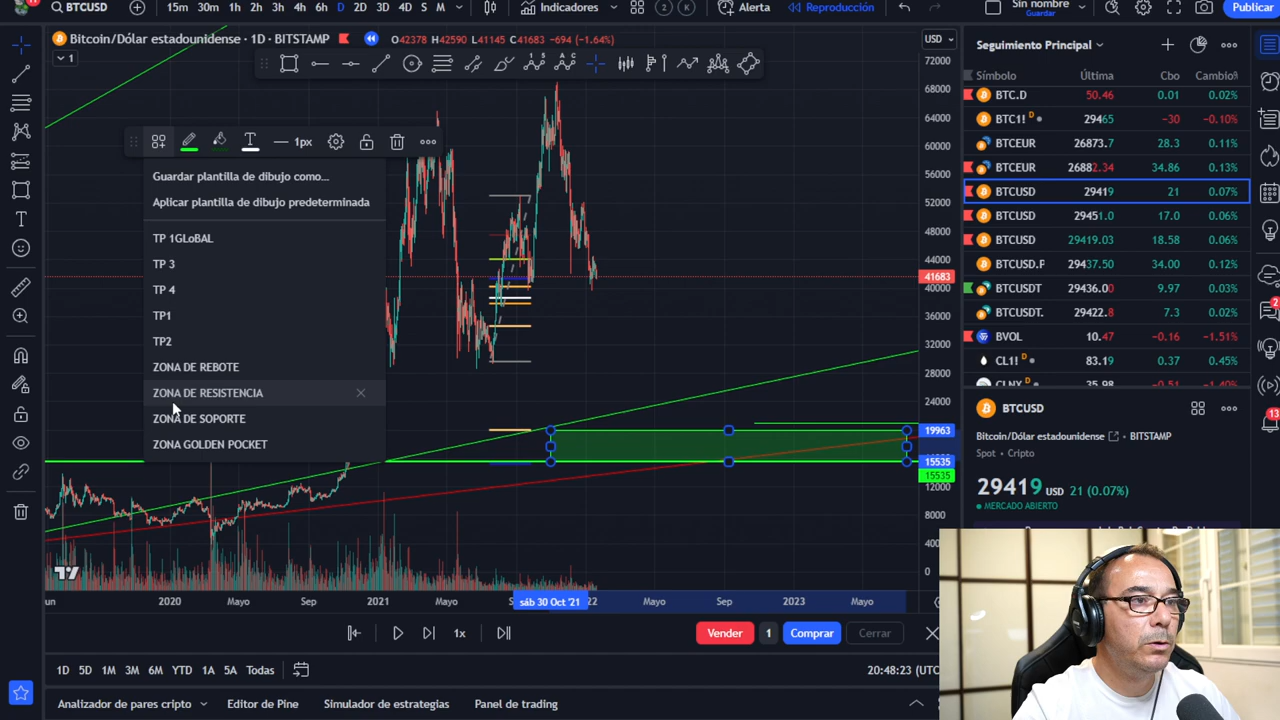 BTCUSD
15m 30m 1h 2h 3h 4h 6h D 2D 3D 4D S M
Indicadores
2 K
Alerta
Reproducción
Sin nombre
Guardar
Publicar
Bitcoin/Dólar estadounidense · 1D · BITSTAMP
O42378 H42590 L41145 C41683 -694 (-1.64%)
USD
1
1px
Guardar plantilla de dibujo como...
Aplicar plantilla de dibujo predeterminada
TP 1GLoBAL
TP 3
TP 4
TP1
TP2
ZONA DE REBOTE
ZONA DE RESISTENCIA
ZONA DE SOPORTE
ZONA GOLDEN POCKET
72000
68000
64000
60000
56000
52000
48000
44000
41683
40000
36000
32000
28000
24000
19963
15535
15535
12000
8000
4000
0
2020 Mayo Sep 2021 Mayo sáb 30 Oct '21 Mayo Sep 2023 Mayo
1x
Vender 1 Comprar Cerrar
1D 5D 1M 3M 6M YTD 1A 5A Todas
20:48:23 (UTC
Analizador de pares cripto
Editor de Pine
Simulador de estrategias
Panel de trading
Seguimiento Principal
Símbolo Última Cbo Cambio%
BTC.D 50.46 0.01 0.02%
BTC1! D 29465 -30 -0.10%
BTCEUR 26873.7 28.3 0.11%
BTCEUR 26882.34 34.86 0.13%
BTCUSD 29419 21 0.07%
BTCUSD 29451.0 17.0 0.06%
BTCUSD 29419.03 18.58 0.06%
BTCUSD.P 29437.50 34.00 0.12%
BTCUSDT 29436.00 9.97 0.03%
BTCUSDT. 29422.8 7.3 0.02%
BVOL 10.47 -0.16 -1.51%
CL1! D 83.19 0.37 0.45%
BTCUSD
Bitcoin/Dólar estadounidense
BITSTAMP
Spot • Cripto
29419 USD 21 (0.07%)
MERCADO ABIERTO
2
13